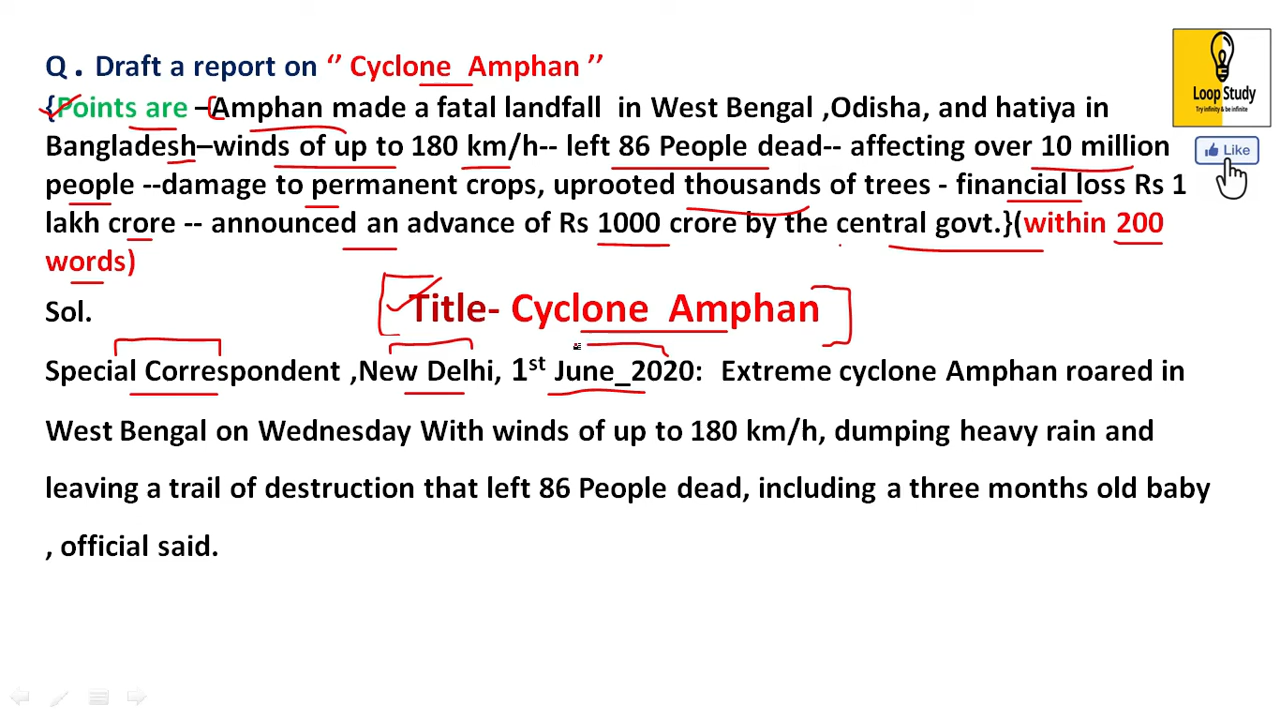 Q . Draft a report on ‘’ Cyclone Amphan ’’
{Points are –Amphan made a fatal landfall in West Bengal ,Odisha, and hatiya in
Bangladesh–winds of up to 180 km/h-- left 86 People dead-- affecting over 10 million
people --damage to permanent crops, uprooted thousands of trees - financial loss Rs 1
lakh crore -- announced an advance of Rs 1000 crore by the central govt.}(within 200
words)
Sol.
Title- Cyclone Amphan
Special Correspondent ,New Delhi, 1st June_2020: Extreme cyclone Amphan roared in
West Bengal on Wednesday With winds of up to 180 km/h, dumping heavy rain and
leaving a trail of destruction that left 86 People dead, including a three months old baby
, official said.
Loop Study
Try infinity & be infinite
Like